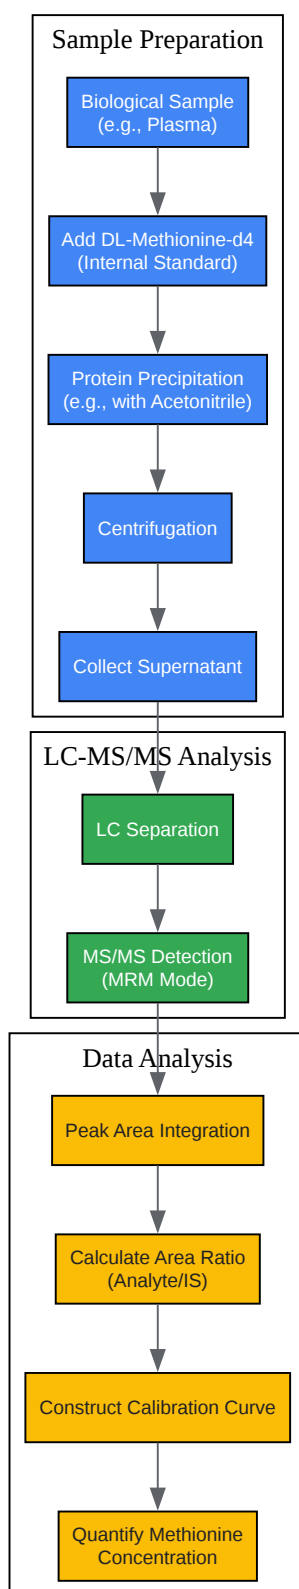 Sample Preparation
Biological Sample
(e.g., Plasma)
Add DL-Methionine-d4
(Internal Standard)
Protein Precipitation
(e.g., with Acetonitrile)
Centrifugation
Collect Supernatant
LC-MS/MS Analysis
LC Separation
MS/MS Detection
(MRM Mode)
Data Analysis
Peak Area Integration
Calculate Area Ratio
(Analyte/IS)
Construct Calibration Curve
Quantify Methionine
Concentration